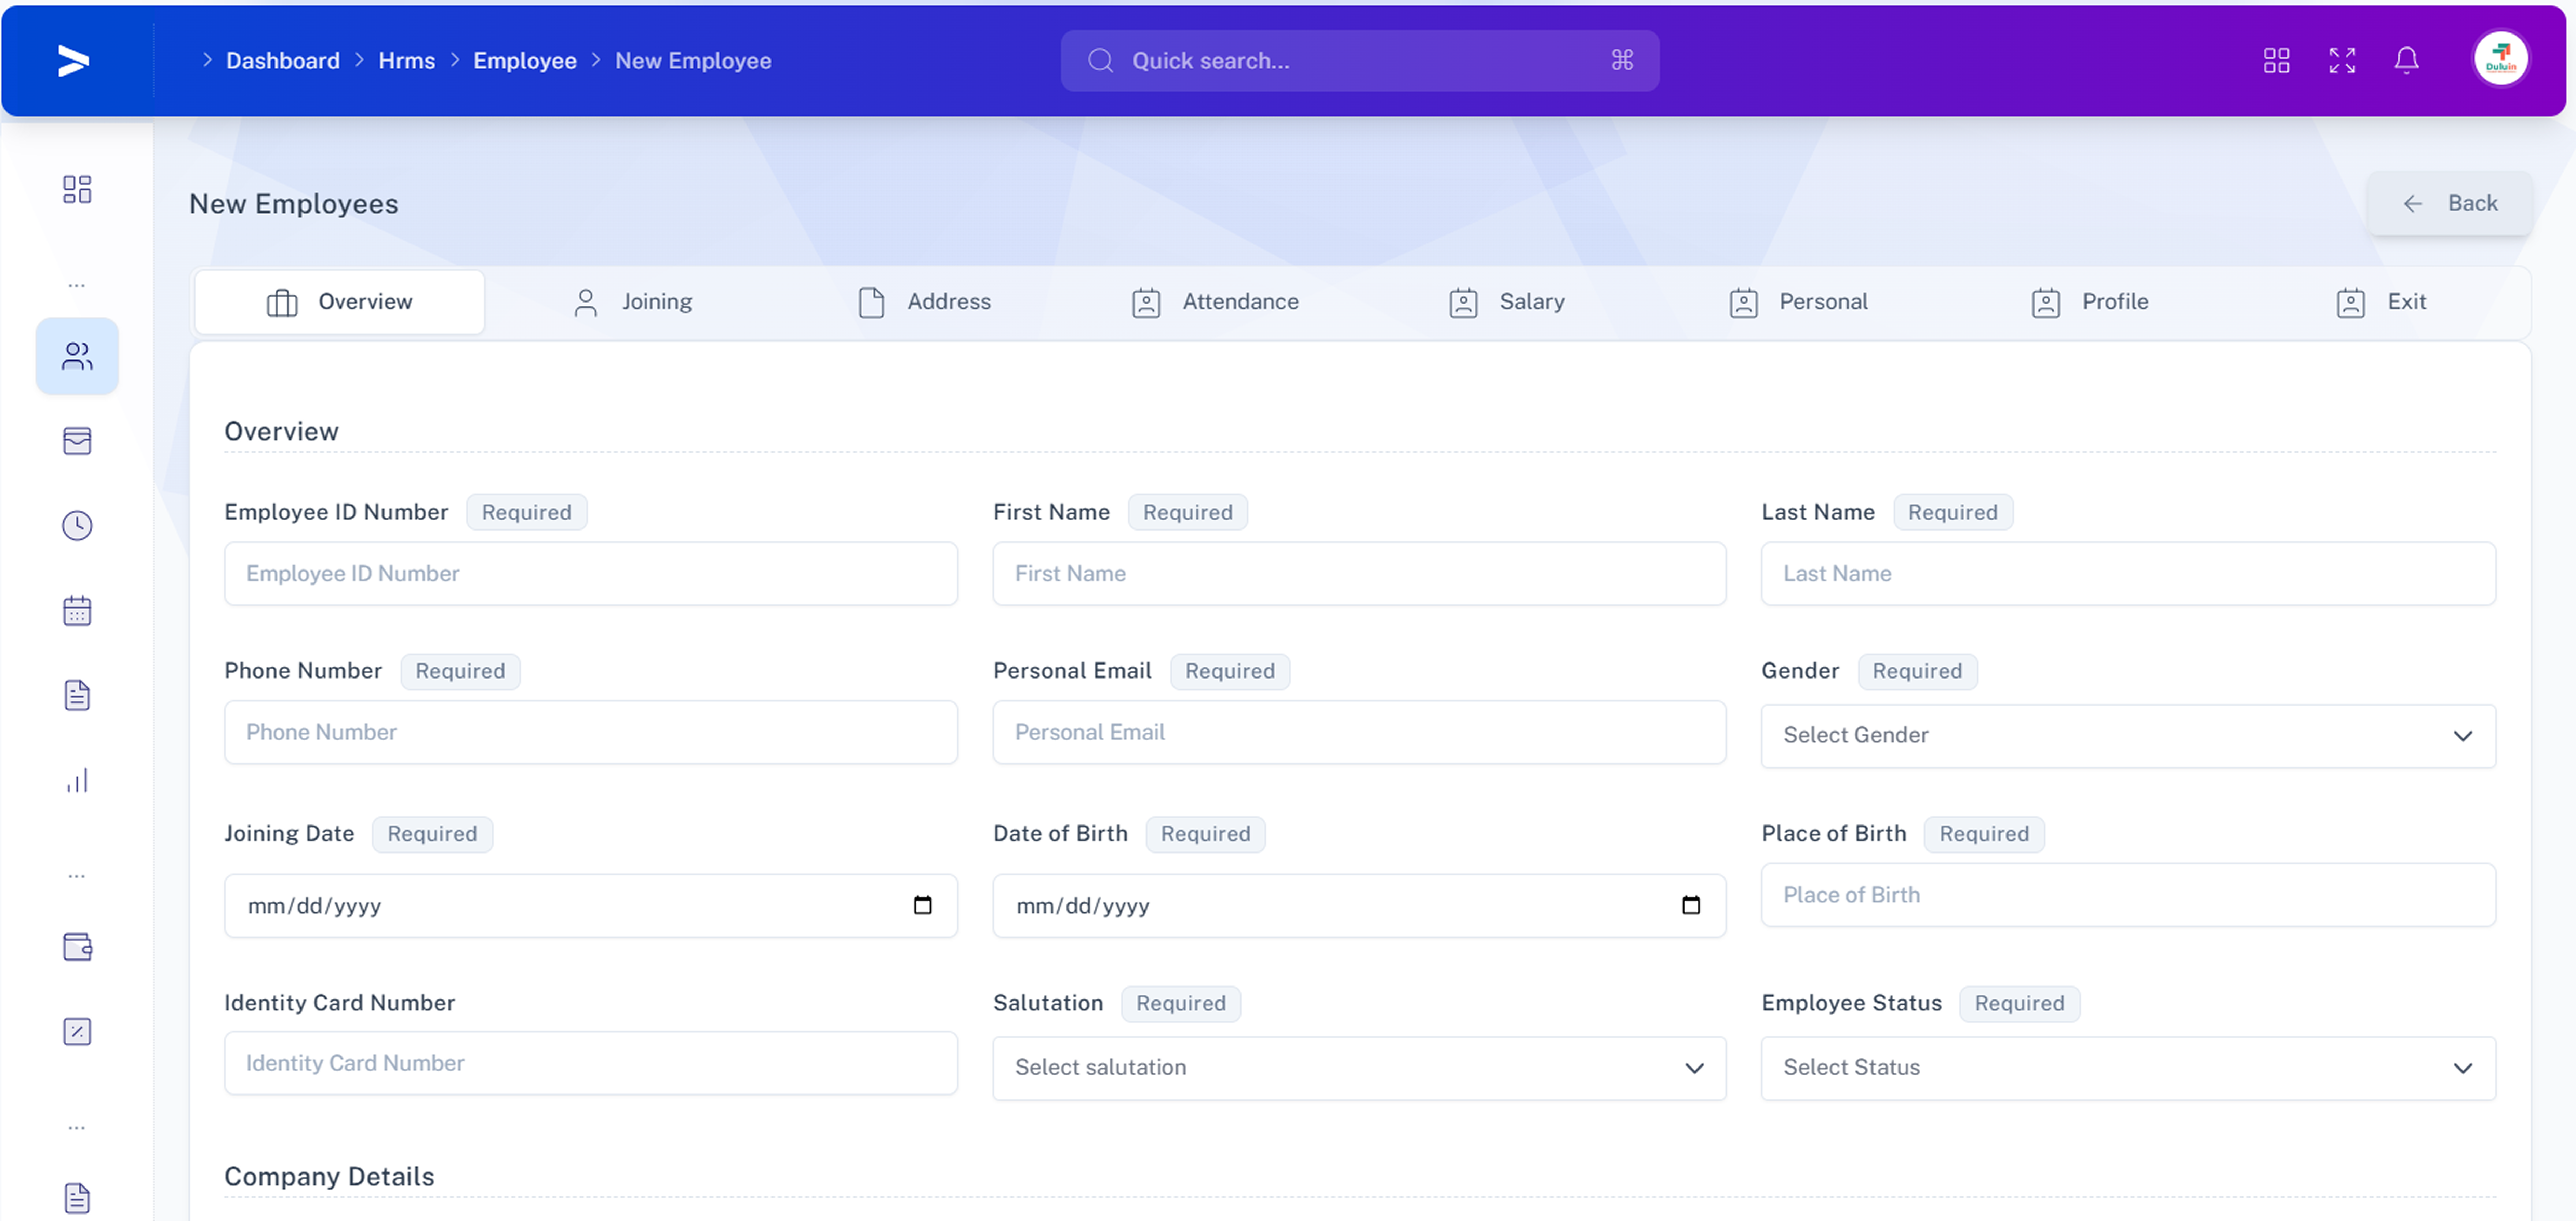 Dashboard Hrms Employee New Employee
Quick search...
Duluin
New Employees
Back
Overview Joining Address Attendance Salary Personal Profile Exit
Overview
Employee ID Number Required First Name Required Last Name Required
Employee ID Number First Name Last Name
Phone Number Required Personal Email Required Gender Required
Phone Number Personal Email Select Gender
Joining Date Required Date of Birth Required Place of Birth Required
mm/dd/yyyy mm/dd/yyyy Place of Birth
Identity Card Number Salutation Required Employee Status Required
Identity Card Number Select salutation Select Status
Company Details